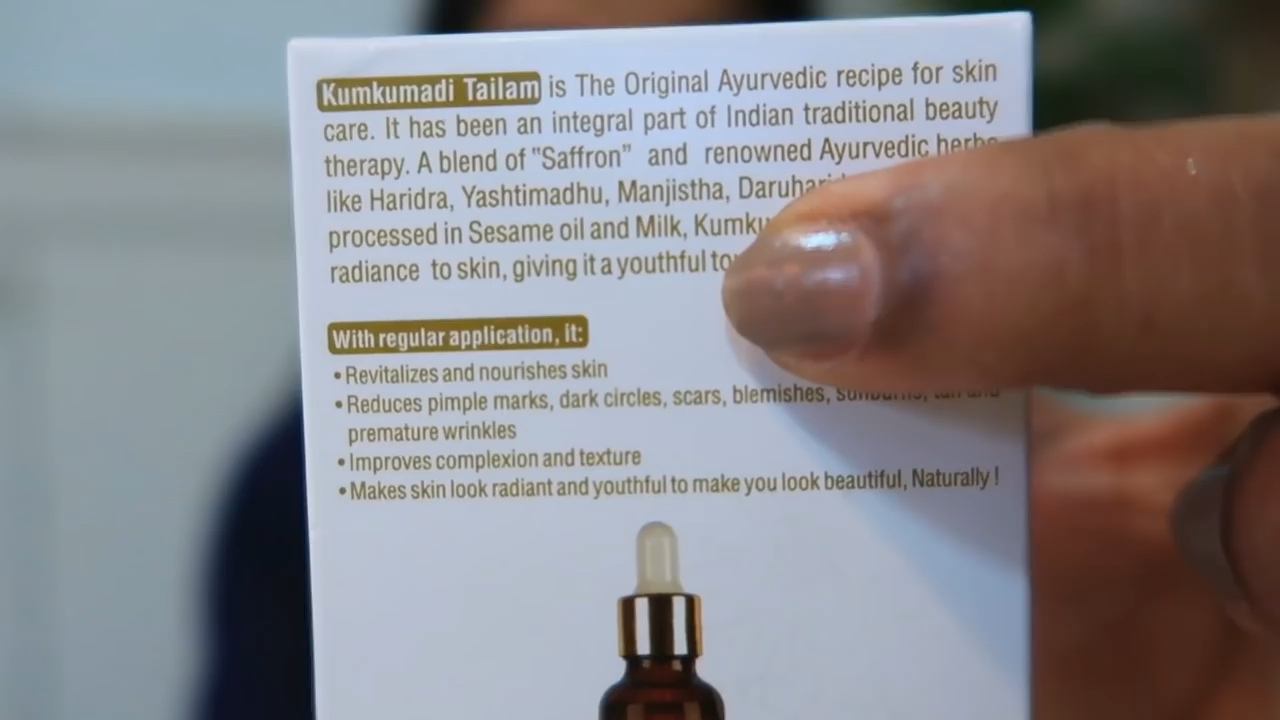 Kumkumadi Tailam is The Original Ayurvedic recipe for skin
care. It has been an integral part of Indian traditional beauty
therapy. A blend of "Saffron” and renowned Ayurvedic herbs
like Haridra, Yashtimadhu, Manjistha,
processed in Sesame oil and Milk,
radiance to skin, giving it a youthful
With regular application, it:
• Revitalizes and nourishes skin
• Reduces pimple marks, dark circles, scars, blemishes, sunburns, tan and
premature wrinkles
• Improves complexion and texture
• Makes skin look radiant and youthful to make you look beautiful, Naturally !